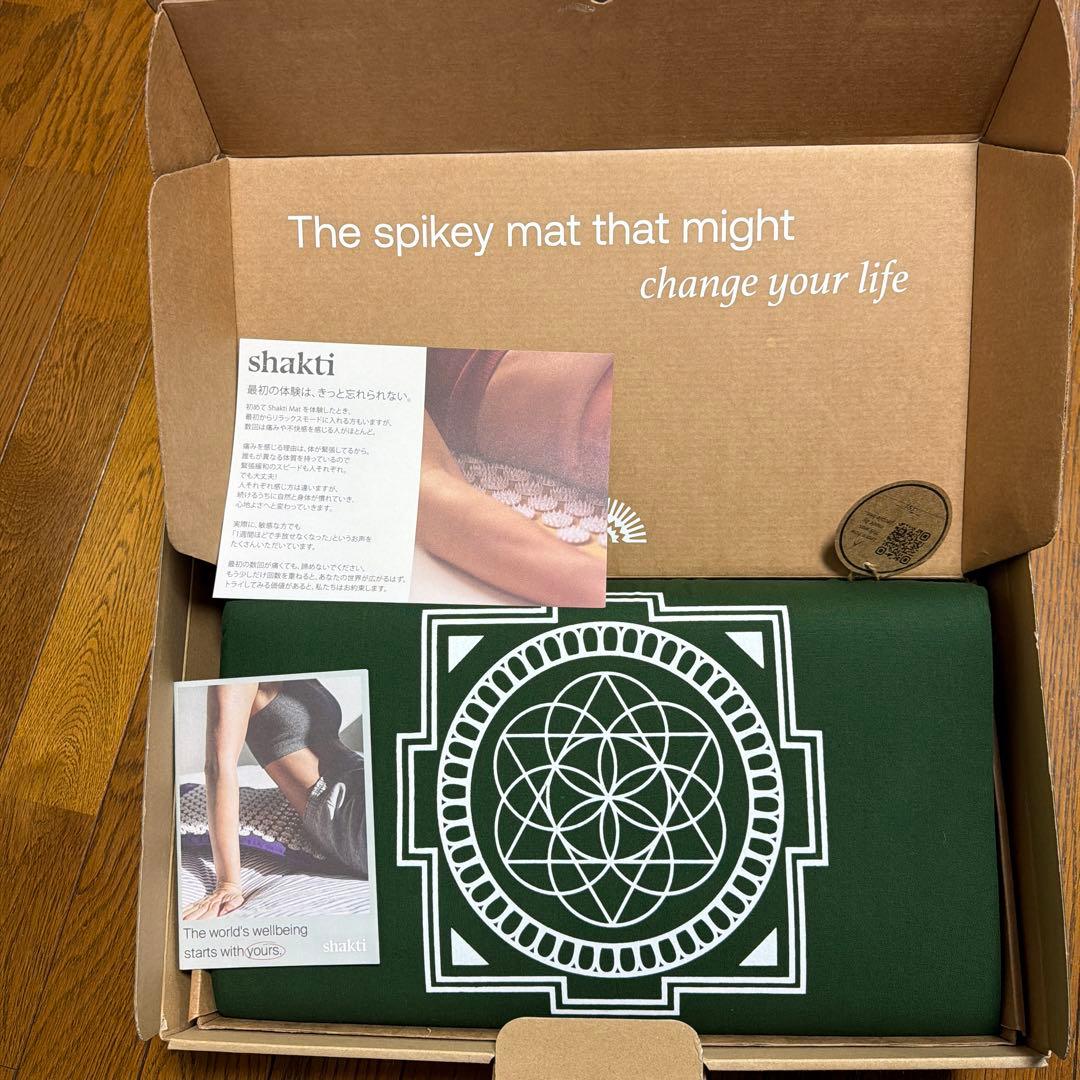 The spikey mat that might
change your life
shakti
最初の体験は、きっと忘れられない。
初めて Shakti Mat を体験したとき、
最初からリラックスモードに入れる方もいますが、
数回は痛みや不快感を感じる人がほとんど。
痛みを感じる理由は、体が緊張してるから。
誰もが異なる体質を持っているので
緊張緩和のスピードも人それぞれ。
でも大丈夫！
人それぞれ感じ方は違いますが、
続けるうちに自然と身体が慣れていき、
心地よさへと変わっていきます。
実際に、敏感な方でも
「1週間ほどで手放せなくなった」というお声を
たくさんいただいています。
最初の数回が痛くても、諦めないでください。
もう少しだけ回数を重ねると、あなたの世界が広がるはず。
トライしてみる価値があると、私たちはお約束します。
The world's wellbeing
starts with yours.
shakti